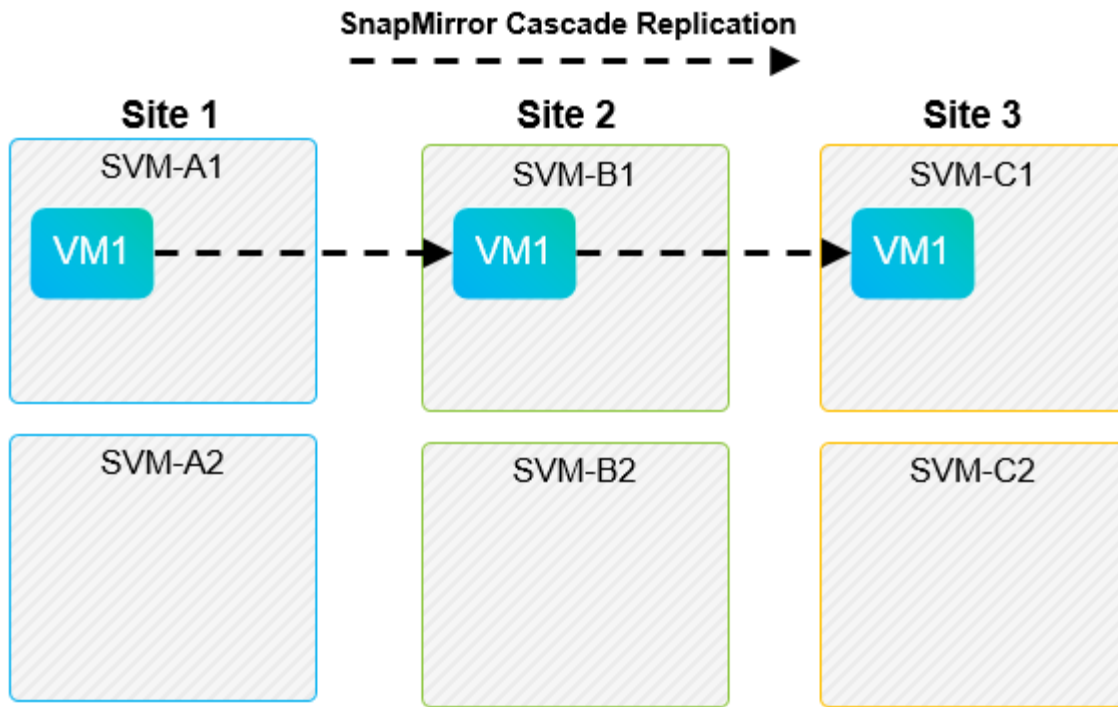 SnapMirror Cascade Replication
Site 1
Site 2
Site 3
SVM-A1
SVM-B1
SVM-C1
VM1
VM1
VM1
SVM-A2
SVM-B2
SVM-C2